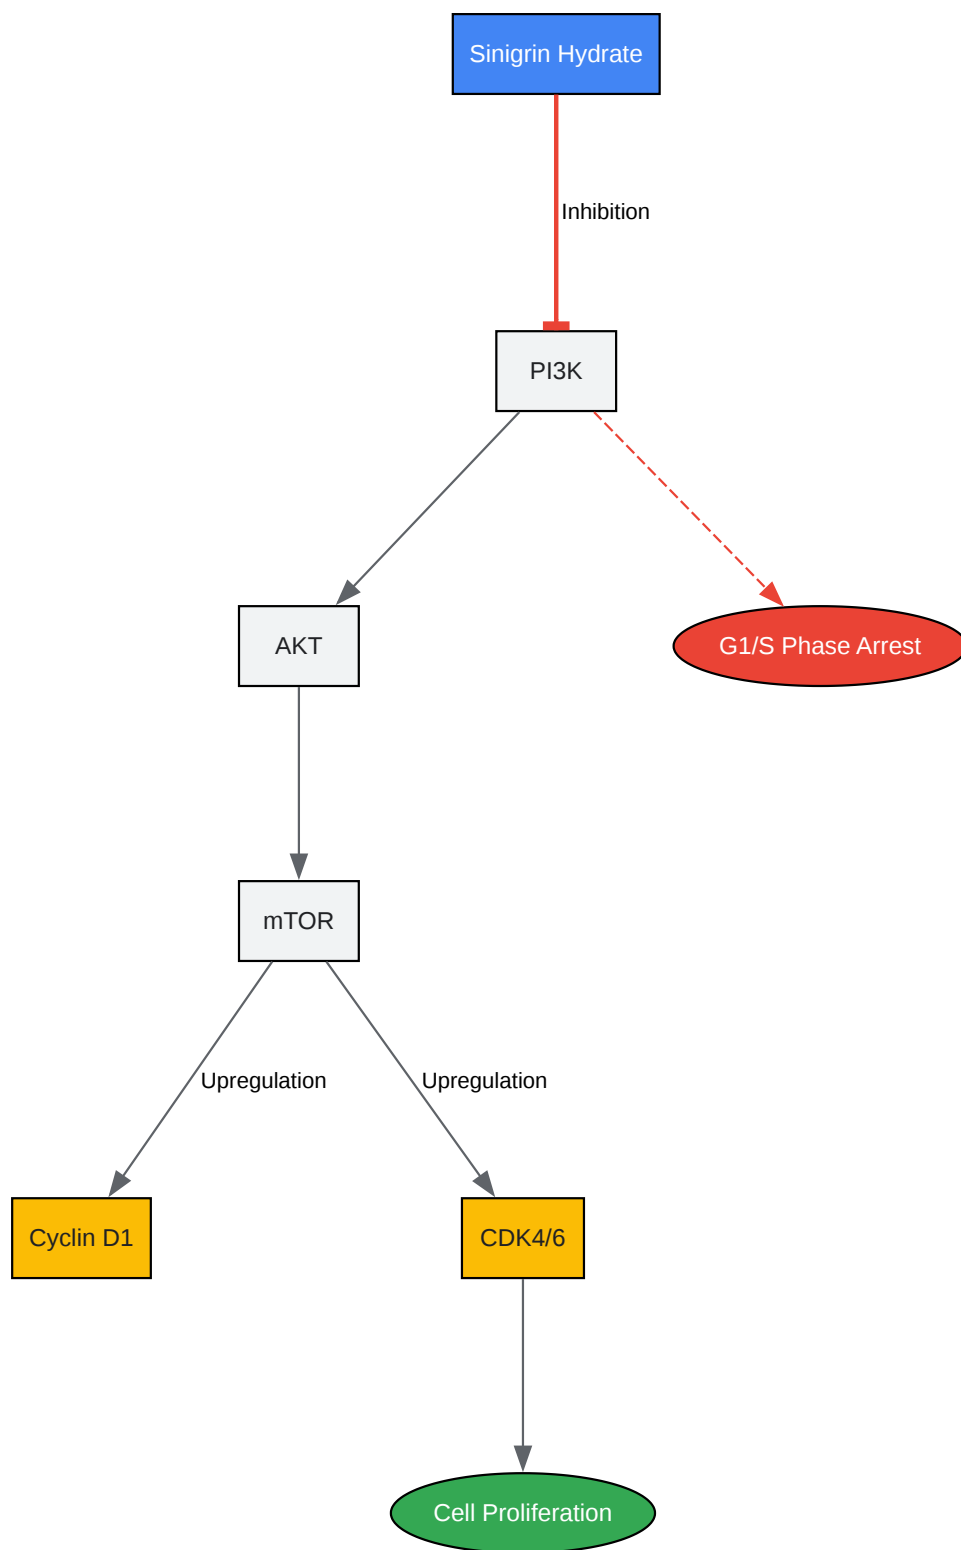 Sinigrin Hydrate
Inhibition
PI3K
AKT
G1/S Phase Arrest
mTOR
Upregulation
Upregulation
Cyclin D1
CDK4/6
Cell Proliferation